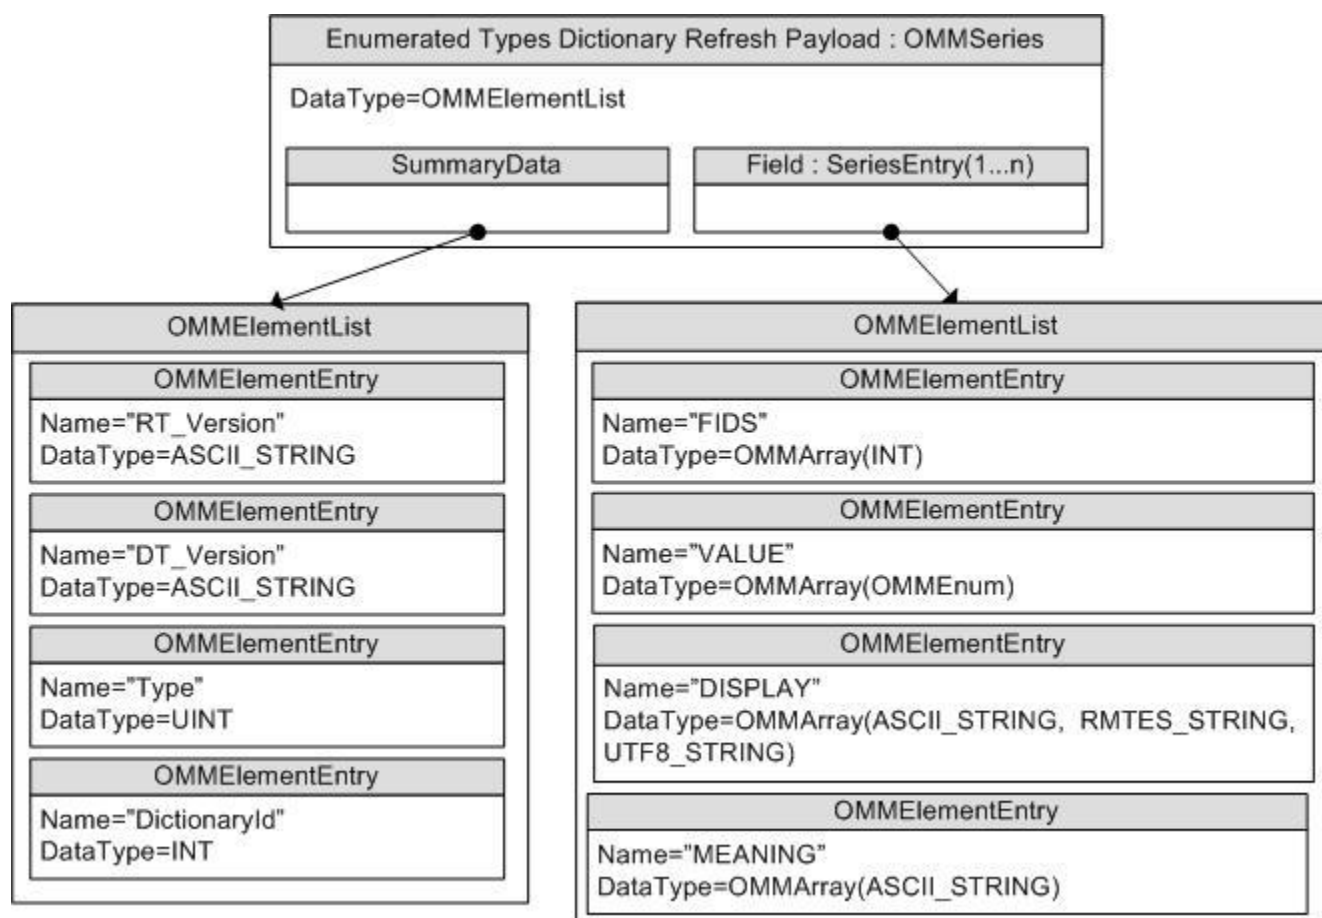 Enumerated Types Dictionary Refresh Payload : OMMSeries
DataType=OMMElementList
SummaryData
Field : SeriesEntry(1...n)
OMMElementList
OMMElementEntry
Name=”RT_Version”
DataType=ASCII_STRING
OMMElementEntry
Name=”DT_Version”
DataType=ASCII_STRING
OMMElementEntry
Name=”Type”
DataType=UINT
OMMElementEntry
Name=”DictionaryId”
DataType=INT
OMMElementList
OMMElementEntry
Name=”FIDS”
DataType=OMMArray(INT)
OMMElementEntry
Name=”VALUE”
DataType=OMMArray(OMMEnum)
OMMElementEntry
Name=”DISPLAY”
DataType=OMMArray(ASCII_STRING, RMTES_STRING,
UTF8_STRING)
OMMElementEntry
Name=”MEANING”
DataType=OMMArray(ASCII_STRING)